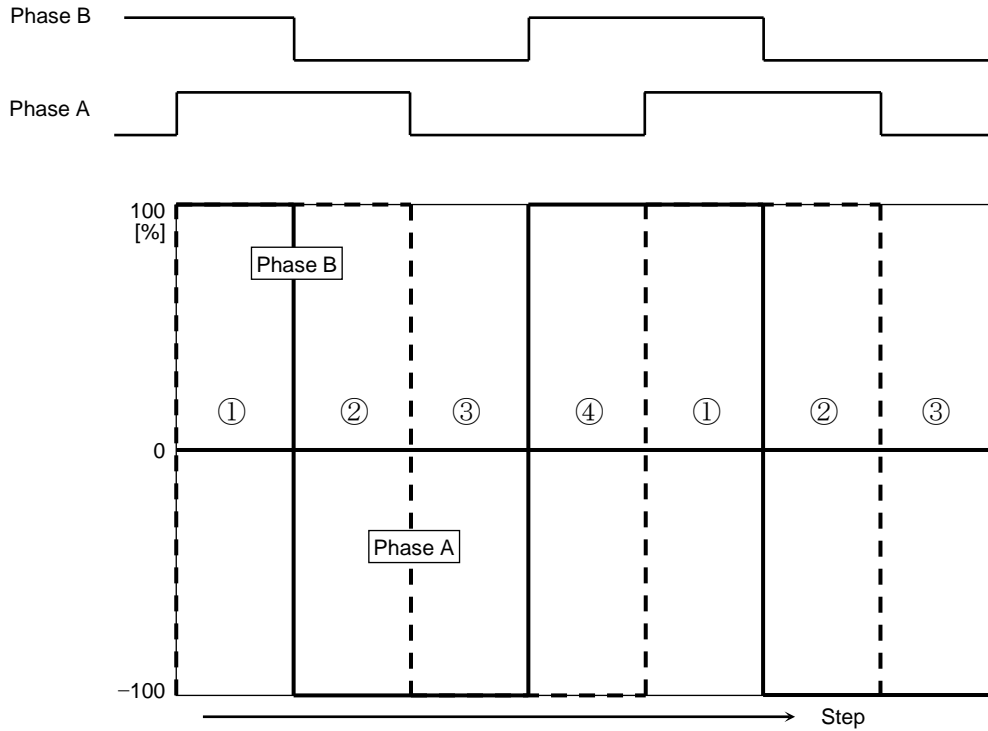 Phase B
Phase A
100
[%]
Phase B
① ② ③ ④ ① ② ③
0
Phase A
−100
Step